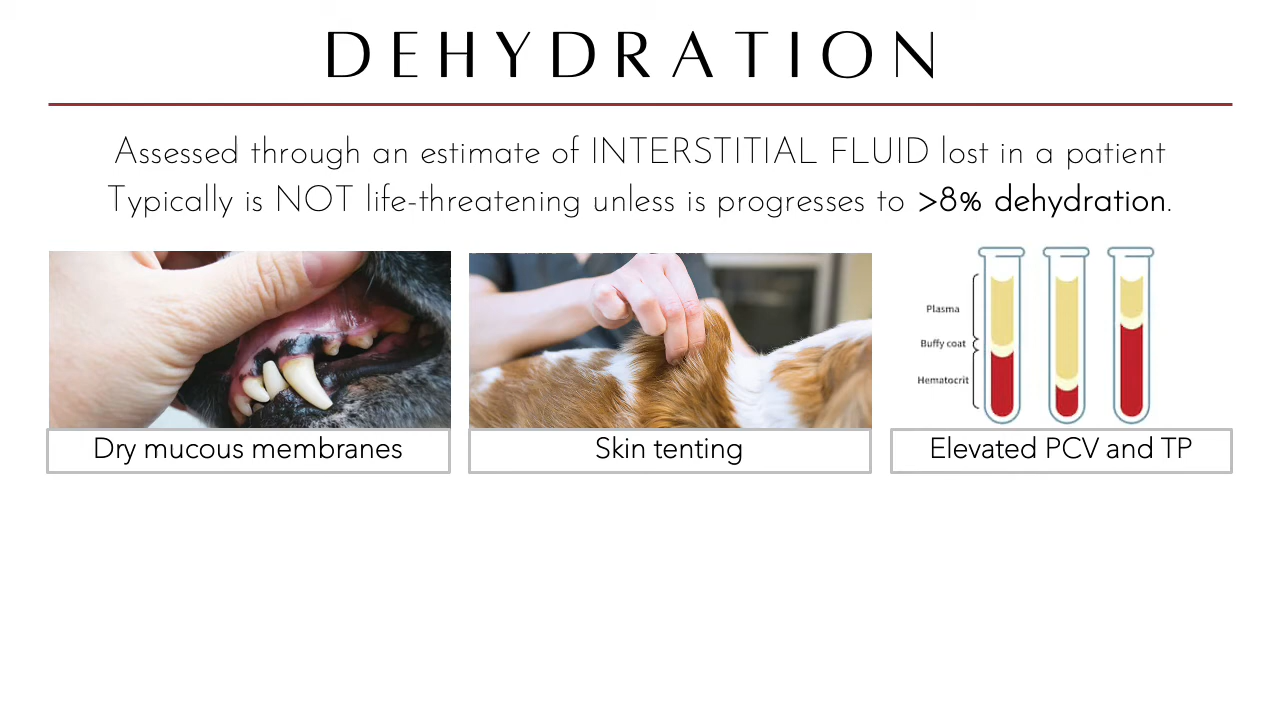 DEHYDRATION
Assessed through an estimate of INTERSTITIAL FLUID lost in a patient
Typically is NOT life-threatening unless is progresses to >8% dehydration.
Plasma
Buffy coat
Hematocrit
Dry mucous membranes
Skin tenting
Elevated PCV and TP